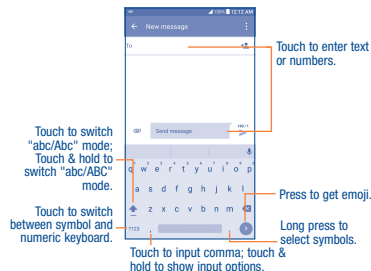 100% 12:12 AM
New message
To
Touch to enter text
or numbers.
160 / 1
Send message
Touch to switch
"abc/Abc" mode;
Touch & hold to
switch "abc/ABC"
mode.
q w e r t y u i o p
a s d f g h j k l
z x c v b n m
Press to get emoji.
Touch to switch
between symbol and
numeric keyboard.
?123 , .
Long press to
select symbols.
Touch to input comma; touch &
hold to show input options.